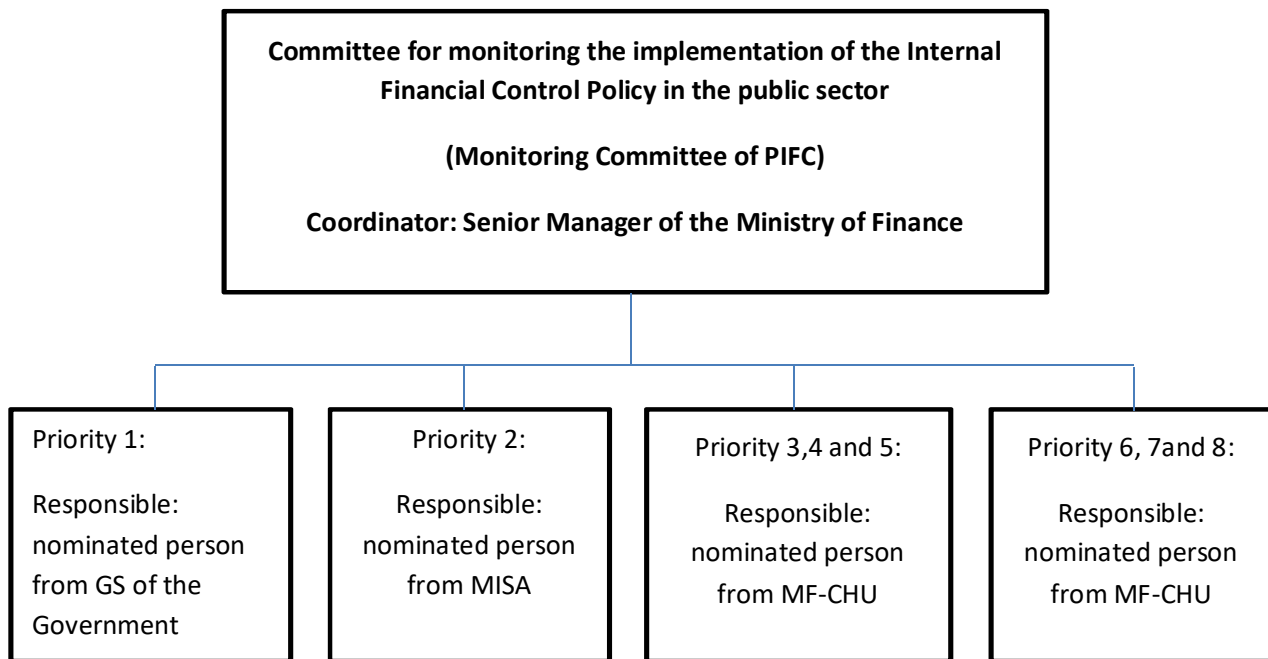 Committee for monitoring the implementation of the Internal
Financial Control Policy in the public sector
(Monitoring Committee of PIFC)
Coordinator: Senior Manager of the Ministry of Finance
Priority 1:
Responsible:
nominated person
from GS of the
Government
Priority 2:
Responsible:
nominated person
from MISA
Priority 3,4 and 5:
Responsible:
nominated person
from MF-CHU
Priority 6, 7and 8:
Responsible:
nominated person
from MF-CHU